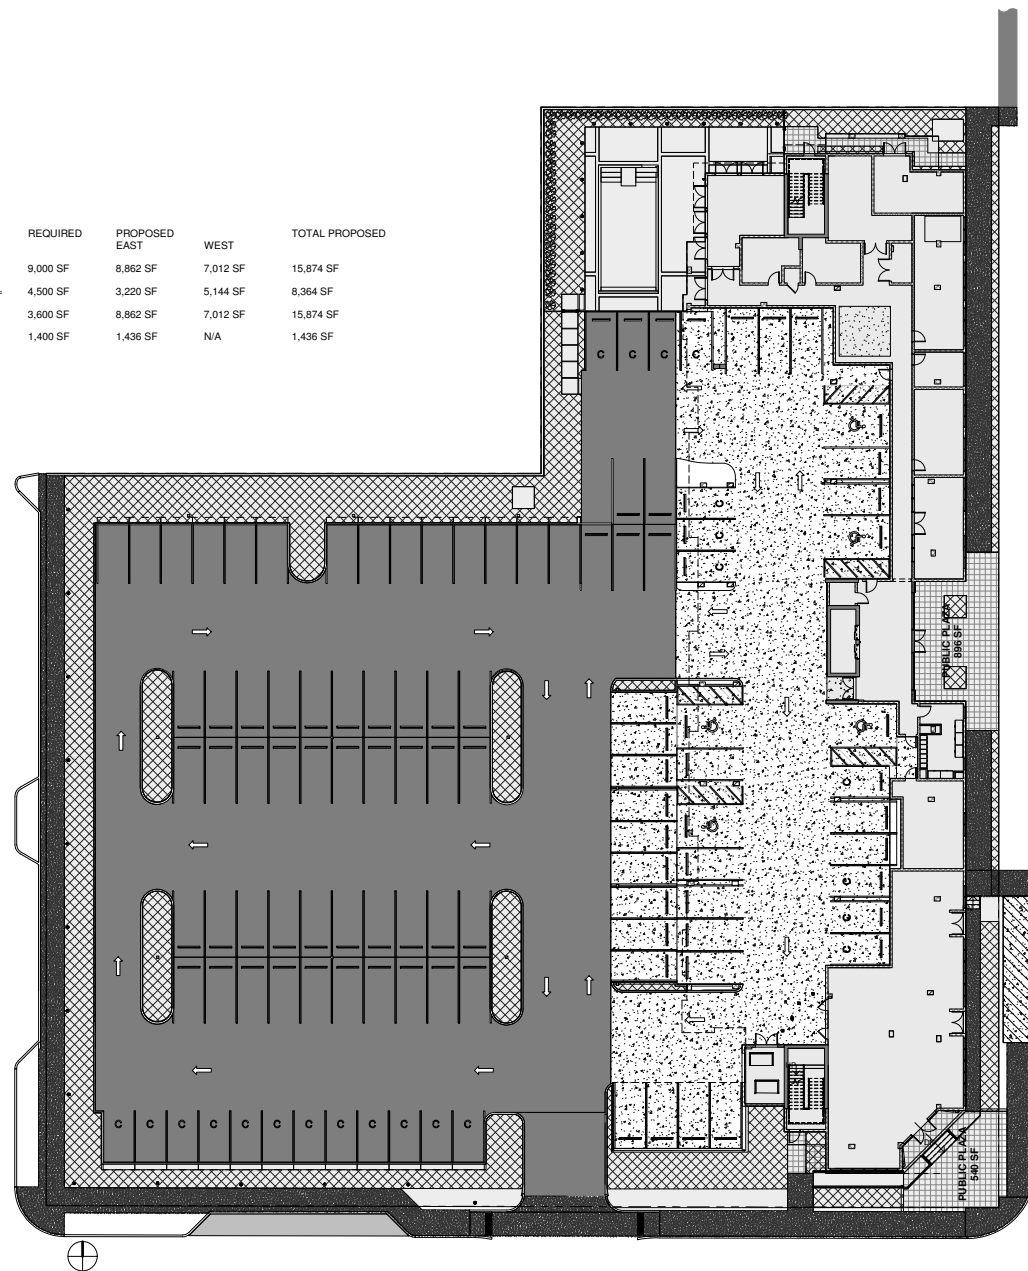 REQUIRED PROPOSED EAST WEST TOTAL PROPOSED
9,000 SF 8,862 SF 7,012 SF 15,874 SF
4,500 SF 3,220 SF 5,144 SF 8,364 SF
3,600 SF 8,862 SF 7,012 SF 15,874 SF
1,400 SF 1,436 SF N/A 1,436 SF
C C C C
C
C
C
PUBLIC PLAZA
896 SF
C
C
C
C
C C C C C C C C C C C C
PUBLIC PLAZA
540 SF